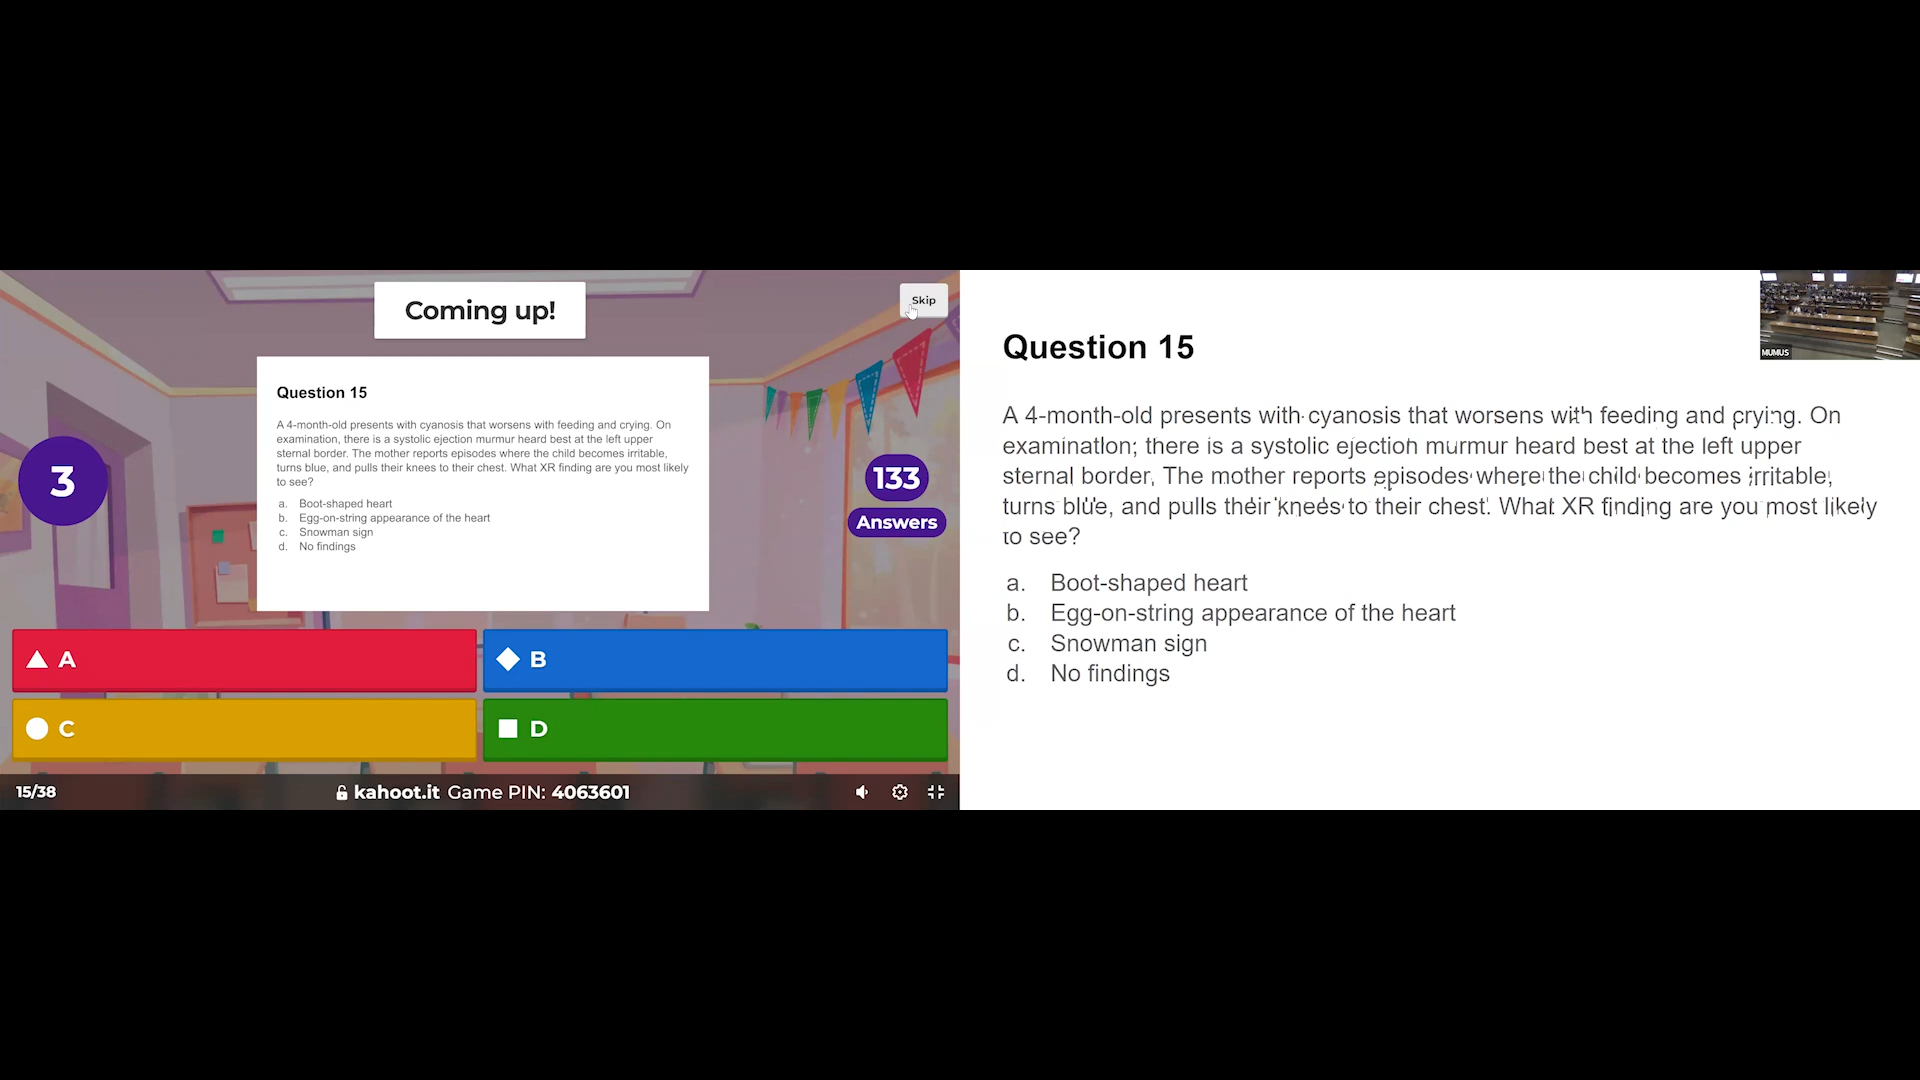 Coming up!
Skip
Question 15
A 4-month-old presents with cyanosis that worsens with feeding and crying. On
examination, there is a systolic ejection murmur heard best at the left upper
sternal border. The mother reports episodes where the child becomes irritable,
turns blue, and pulls their knees to their chest. What XR finding are you most likely
to see?
a. Boot-shaped heart
b. Egg-on-string appearance of the heart
c. Snowman sign
d. No findings
3
133
Answers
A
B
C
D
15/38
kahoot.it Game PIN: 4063601
MUMUS
Question 15
A 4-month-old presents with cyanosis that worsens with feeding and crying. On
examination, there is a systolic ejection murmur heard best at the left upper
sternal border. The mother reports episodes where the child becomes irritable,
turns blue, and pulls their knees to their chest. What XR finding are you most likely
to see?
a. Boot-shaped heart
b. Egg-on-string appearance of the heart
c. Snowman sign
d. No findings